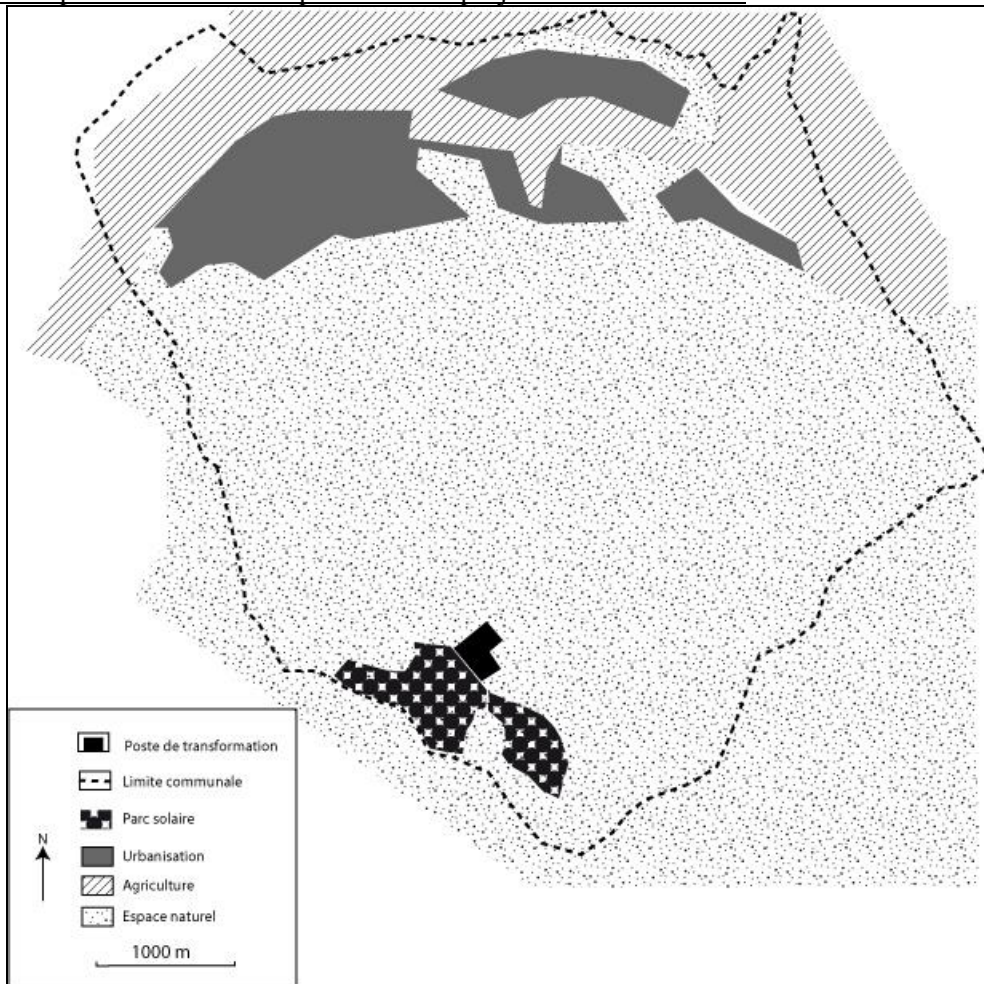 Poste de transformation
Limite communale
Parc solaire
N
Urbanisation
Agriculture
Espace naturel
1000 m